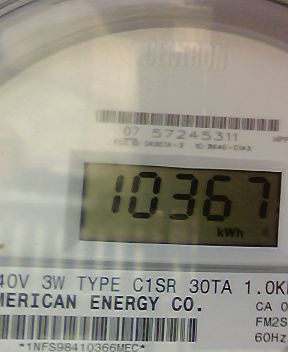 CENTRON
07 57245311
10367
kWh
40V 3W TYPE C1SR 30TA 1.0K
MERICAN ENERGY CO.
CA 0
FM2S
60Hz
*1NFS98410366MEC*